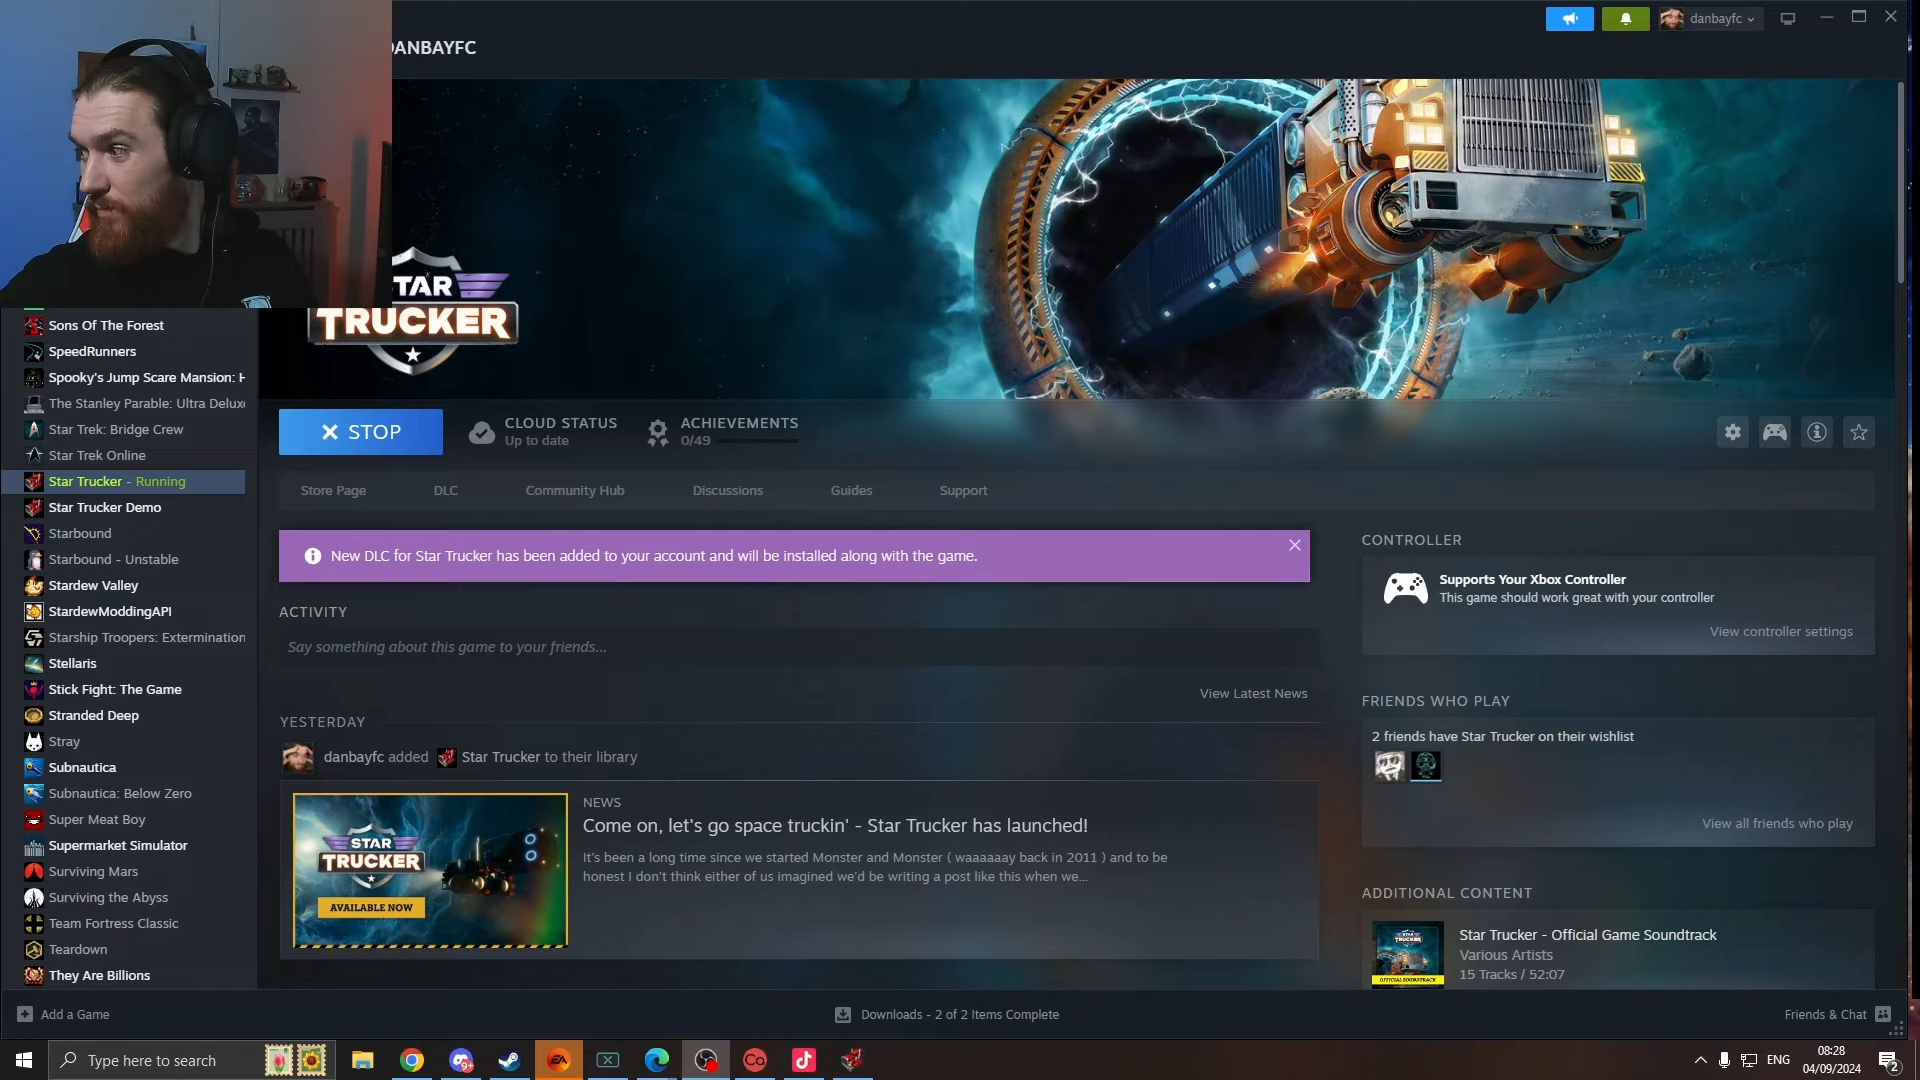 DANBAYFC
danbayfc
STAR
TRUCKER
Sons Of The Forest
SpeedRunners
Spooky's Jump Scare Mansion: H
The Stanley Parable: Ultra Delux
Star Trek: Bridge Crew
Star Trek Online
Star Trucker - Running
Star Trucker Demo
Starbound
Starbound - Unstable
Stardew Valley
StardewModdingAPI
Starship Troopers: Extermination
Stellaris
Stick Fight: The Game
Stranded Deep
Stray
Subnautica
Subnautica: Below Zero
Super Meat Boy
Supermarket Simulator
Surviving Mars
Surviving the Abyss
Team Fortress Classic
Teardown
They Are Billions
STOP
CLOUD STATUS
Up to date
ACHIEVEMENTS
0/49
Store Page DLC Community Hub Discussions Guides Support
New DLC for Star Trucker has been added to your account and will be installed along with the game.
ACTIVITY
Say something about this game to your friends...
View Latest News
YESTERDAY
danbayfc added Star Trucker to their library
STAR
TRUCKER
AVAILABLE NOW
NEWS
Come on, let's go space truckin' - Star Trucker has launched!
It's been a long time since we started Monster and Monster ( waaaaaay back in 2011 ) and to be
honest I don't think either of us imagined we'd be writing a post like this when we...
CONTROLLER
Supports Your Xbox Controller
This game should work great with your controller
View controller settings
FRIENDS WHO PLAY
2 friends have Star Trucker on their wishlist
View all friends who play
ADDITIONAL CONTENT
STAR
TRUCKER
OFFICIAL SOUNDTRACK
Star Trucker - Official Game Soundtrack
Various Artists
15 Tracks / 52:07
Add a Game
Downloads - 2 of 2 Items Complete
Friends & Chat
Type here to search
9+
EA
ENG
08:28
04/09/2024
2